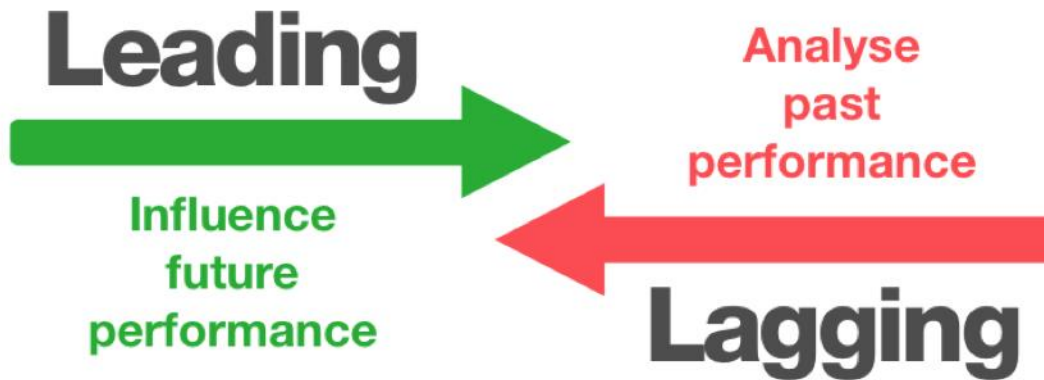 Leading
Influence
future
performance
Analyse
past
performance
Lagging